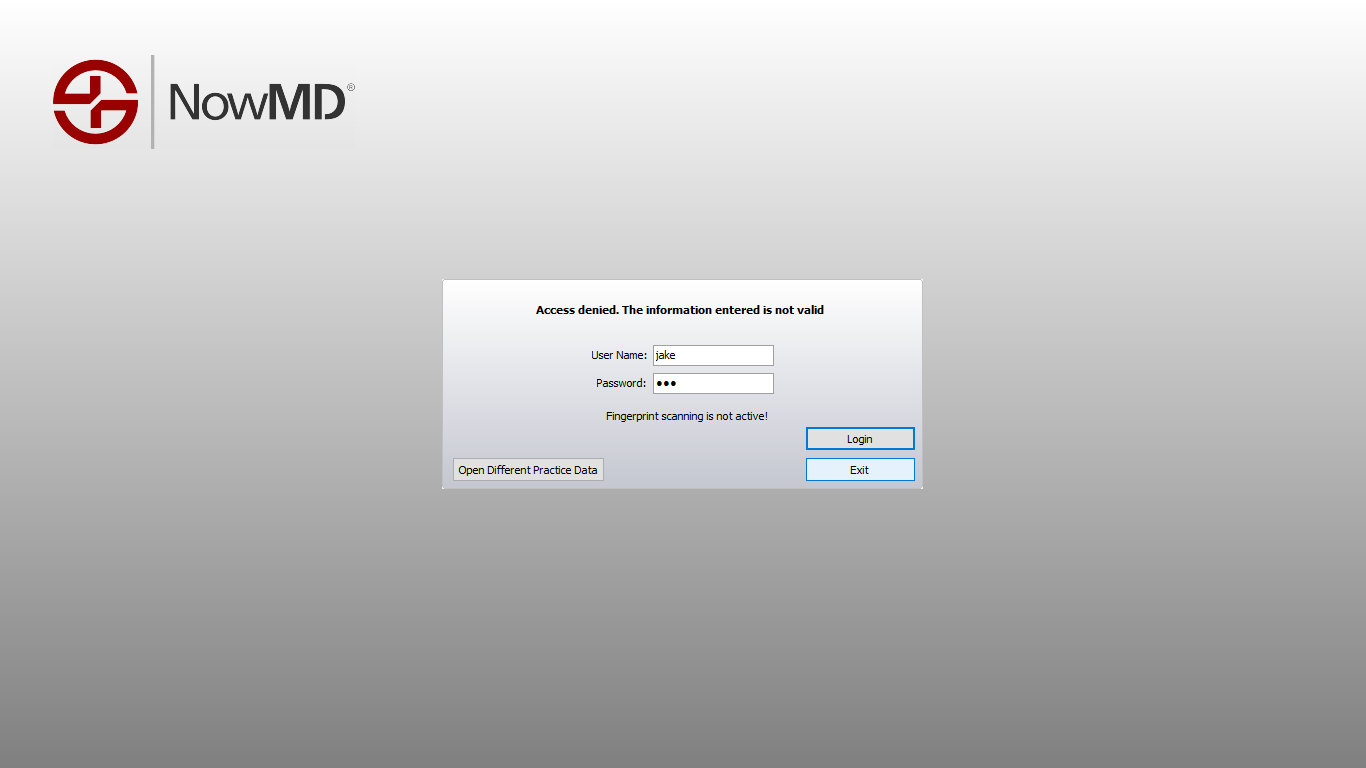 NowMD®
Access denied. The information entered is not valid
User Name: jake
Password: ●●●
Fingerprint scanning is not active!
Login
Open Different Practice Data
Exit